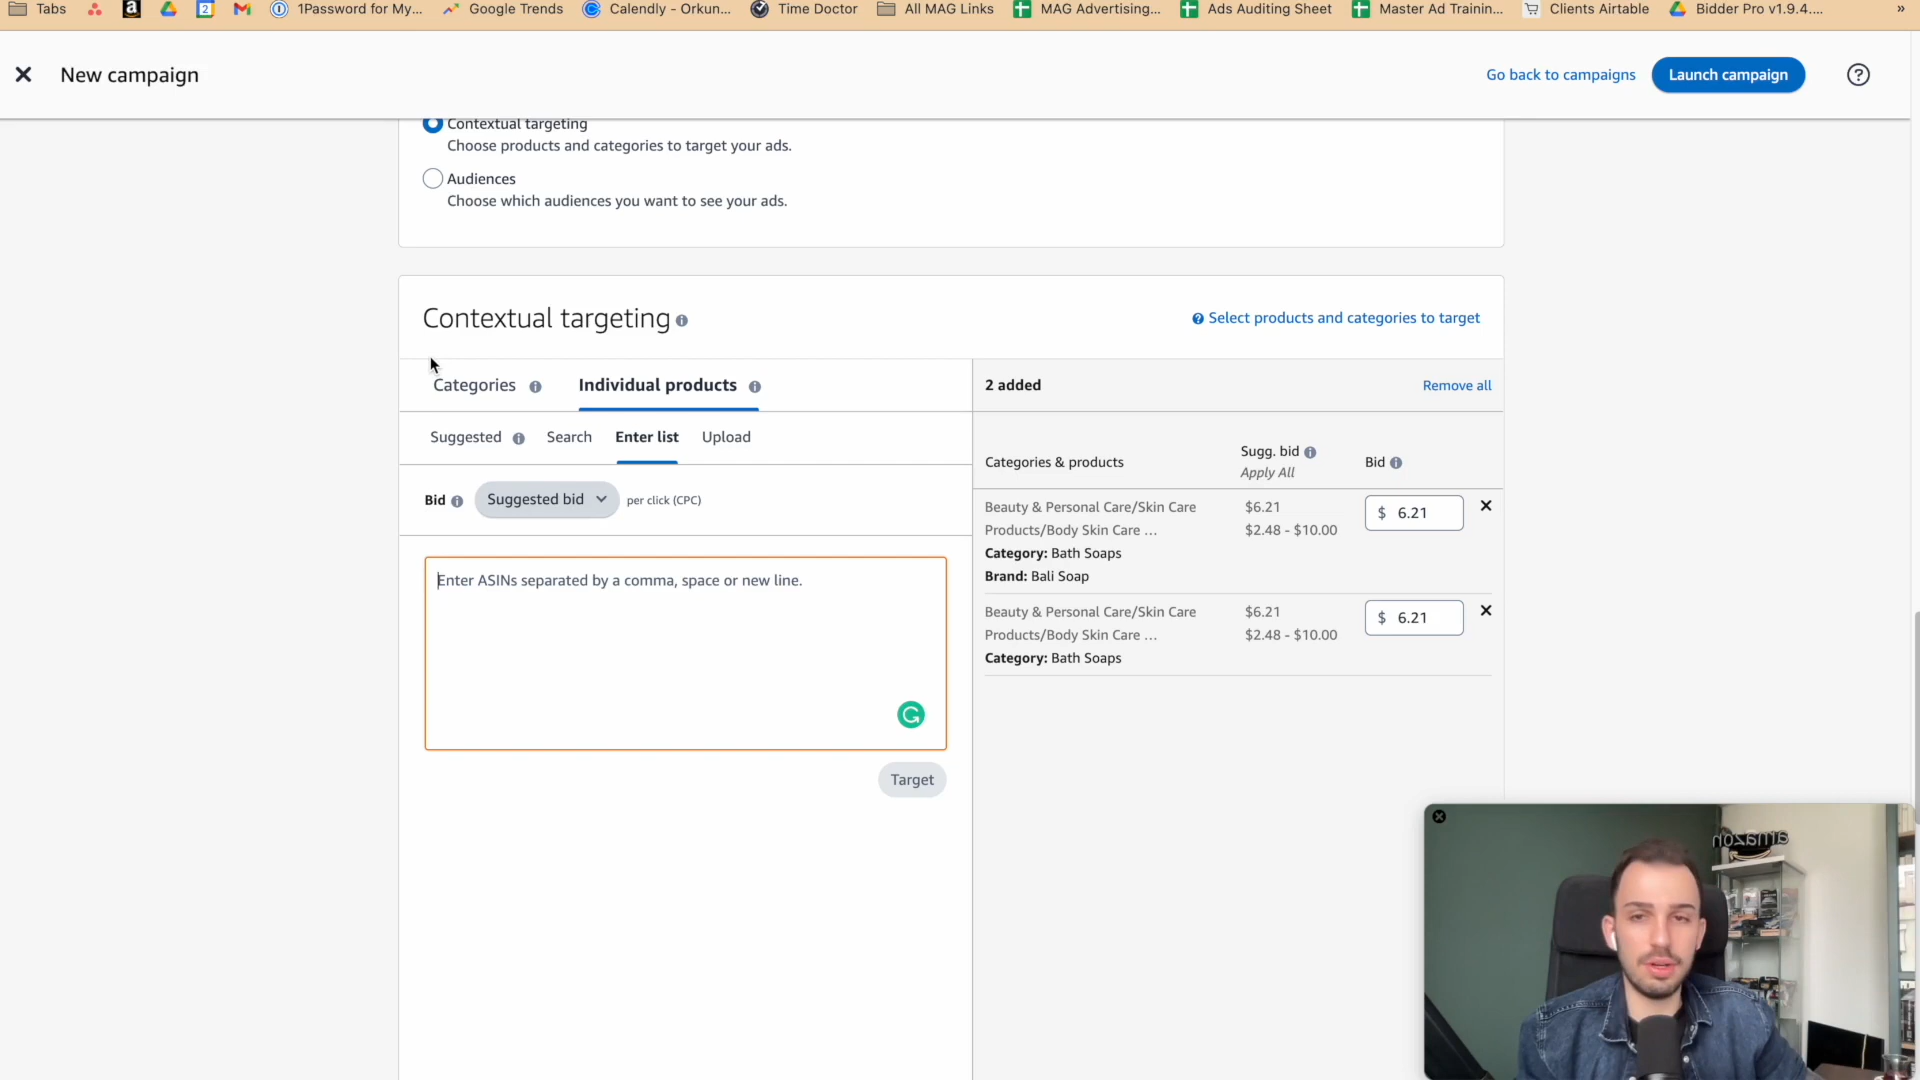 Tabs
1Password for My...
Google Trends
Calendly - Orkun...
Time Doctor
All MAG Links
MAG Advertising...
Ads Auditing Sheet
Master Ad Trainin...
Clients Airtable
Bidder Pro v1.9.4....
»
New campaign
Go back to campaigns
Launch campaign
Contextual targeting
Choose products and categories to target your ads.
Audiences
Choose which audiences you want to see your ads.
Contextual targeting
Select products and categories to target
Categories
Individual products
2 added
Remove all
Suggested
Search
Enter list
Upload
Categories & products
Sugg. bid
Apply All
Bid
Bid
Suggested bid
per click (CPC)
Enter ASINs separated by a comma, space or new line.
Target
Beauty & Personal Care/Skin Care
Products/Body Skin Care ...
Category: Bath Soaps
Brand: Bali Soap
$6.21
$2.48 - $10.00
$ 6.21
Beauty & Personal Care/Skin Care
Products/Body Skin Care ...
Category: Bath Soaps
$6.21
$2.48 - $10.00
$ 6.21
amazon